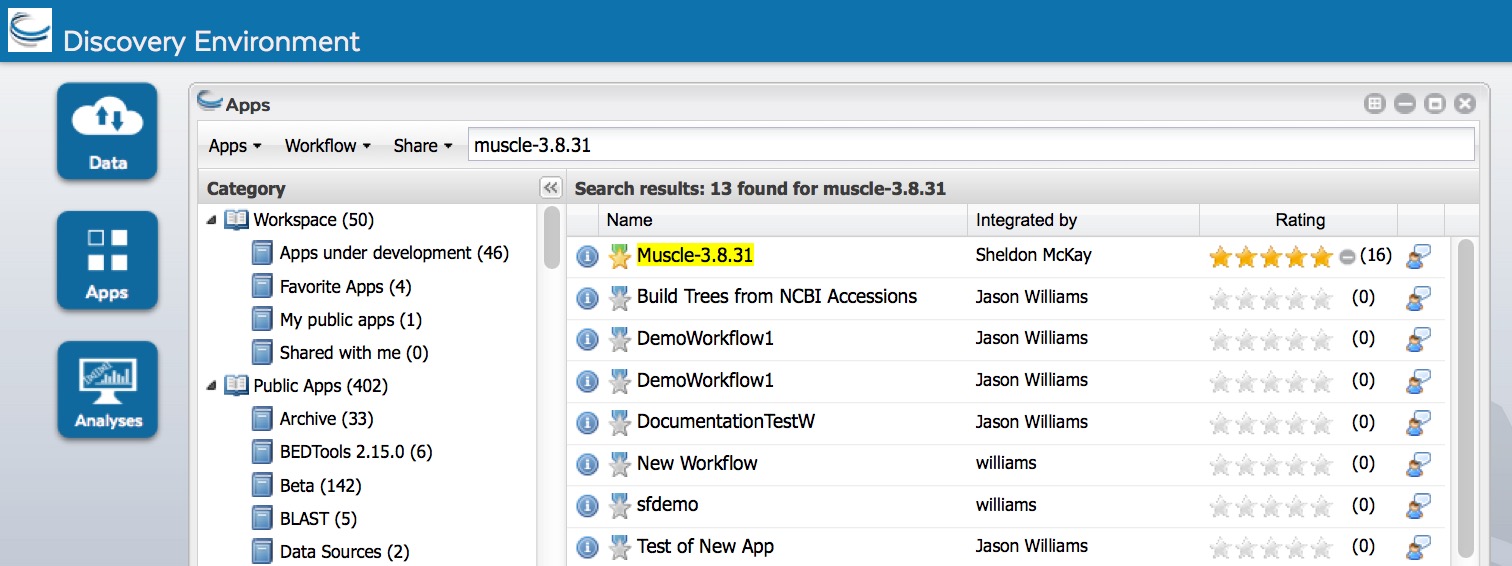 Discovery Environment
Data
Apps
Analyses
Apps
Apps Workflow Share muscle-3.8.31
Category
Workspace (50)
Apps under development (46)
Favorite Apps (4)
My public apps (1)
Shared with me (0)
Public Apps (402)
Archive (33)
BEDTools 2.15.0 (6)
Beta (142)
BLAST (5)
Data Sources (2)
Search results: 13 found for muscle-3.8.31
Name Integrated by Rating
Muscle-3.8.31 Sheldon McKay (16)
Build Trees from NCBI Accessions Jason Williams (0)
DemoWorkflow1 Jason Williams (0)
DemoWorkflow1 Jason Williams (0)
DocumentationTestW Jason Williams (0)
New Workflow williams (0)
sfdemo williams (0)
Test of New App Jason Williams (0)